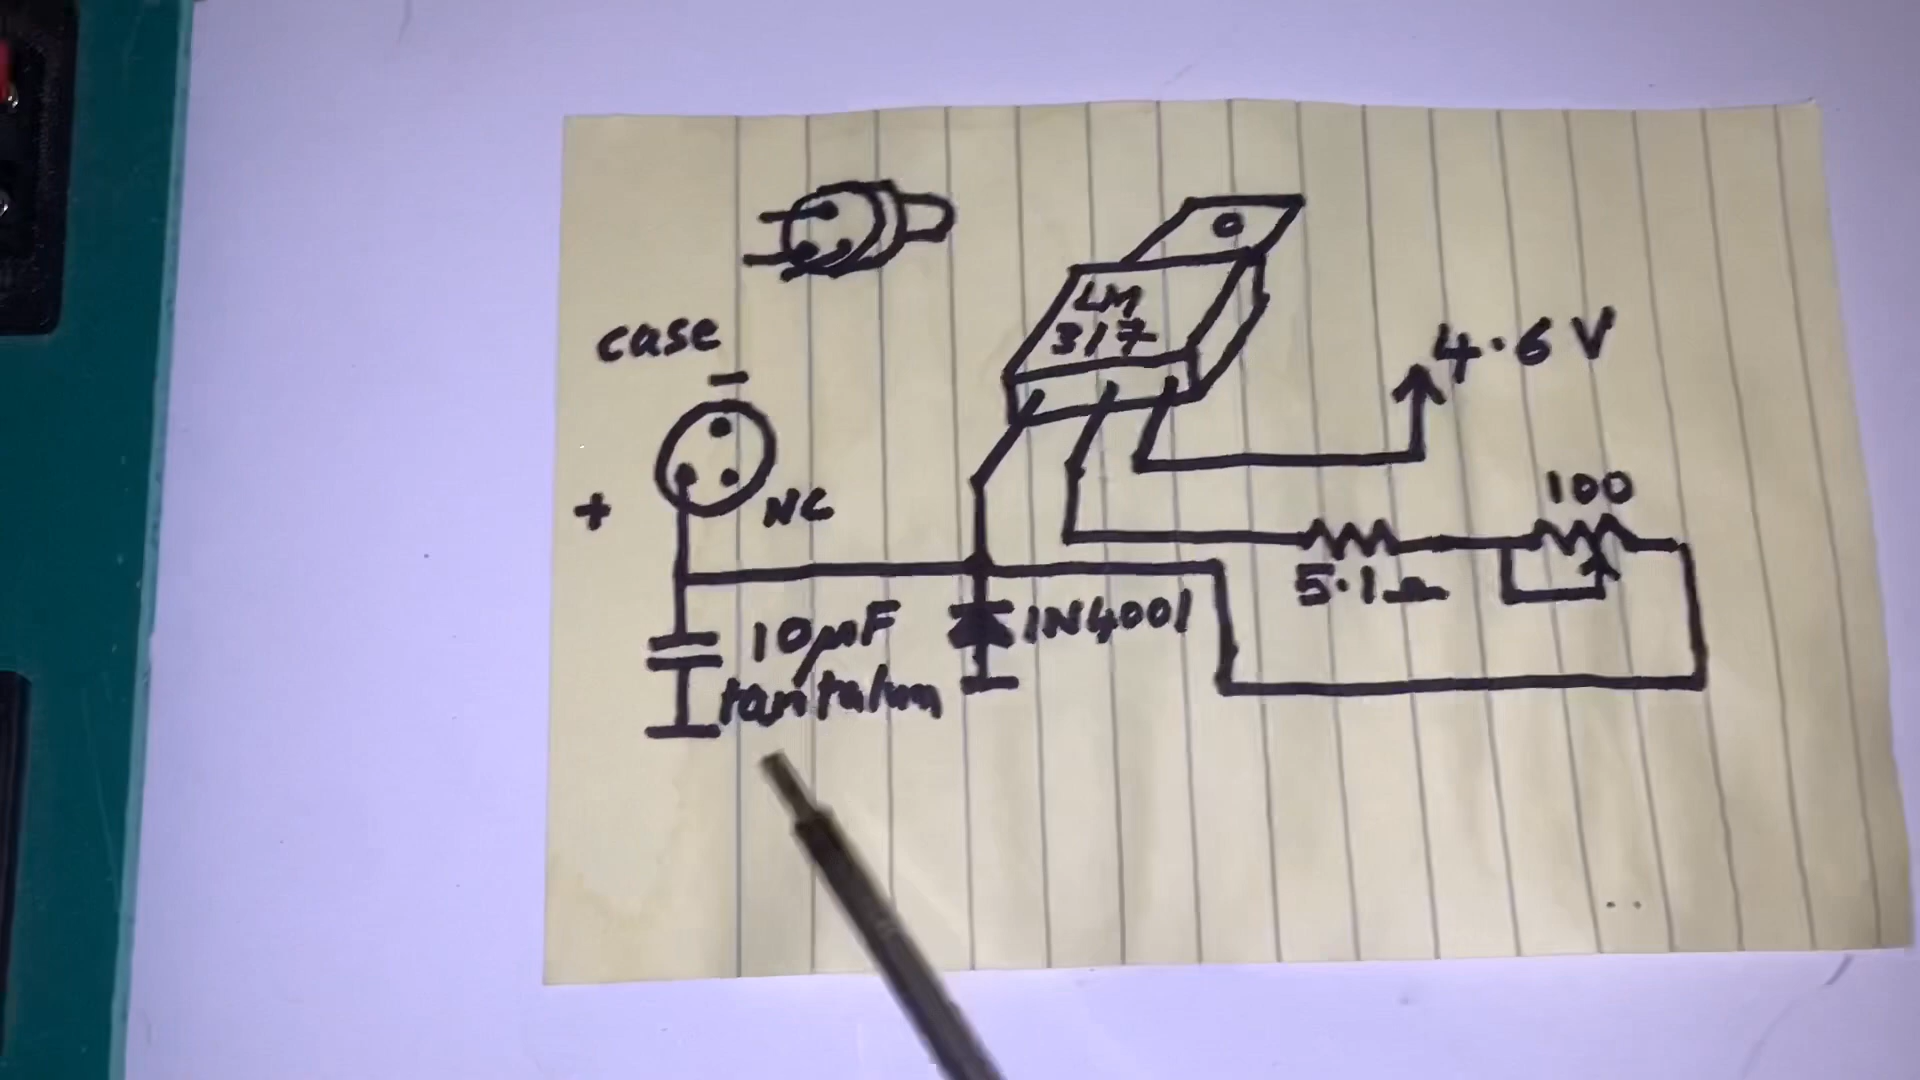 case
−
+
NC
LM
317
4.6 V
100
5.1Ω
10µF
tantalum
1N4001